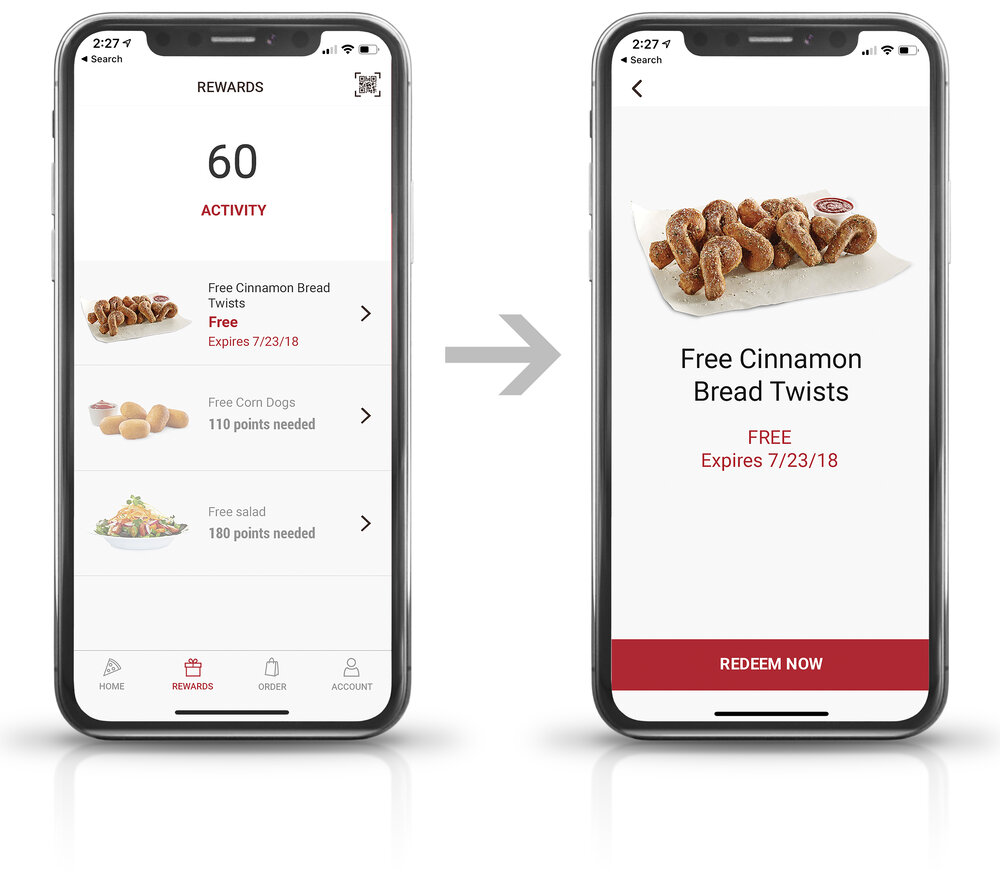 2:27
Search
REWARDS
60
ACTIVITY
Free Cinnamon Bread
Twists
Free
Expires 7/23/18
Free Corn Dogs
110 points needed
Free salad
180 points needed
HOME
REWARDS
ORDER
ACCOUNT
2:27
Search
Free Cinnamon
Bread Twists
FREE
Expires 7/23/18
REDEEM NOW